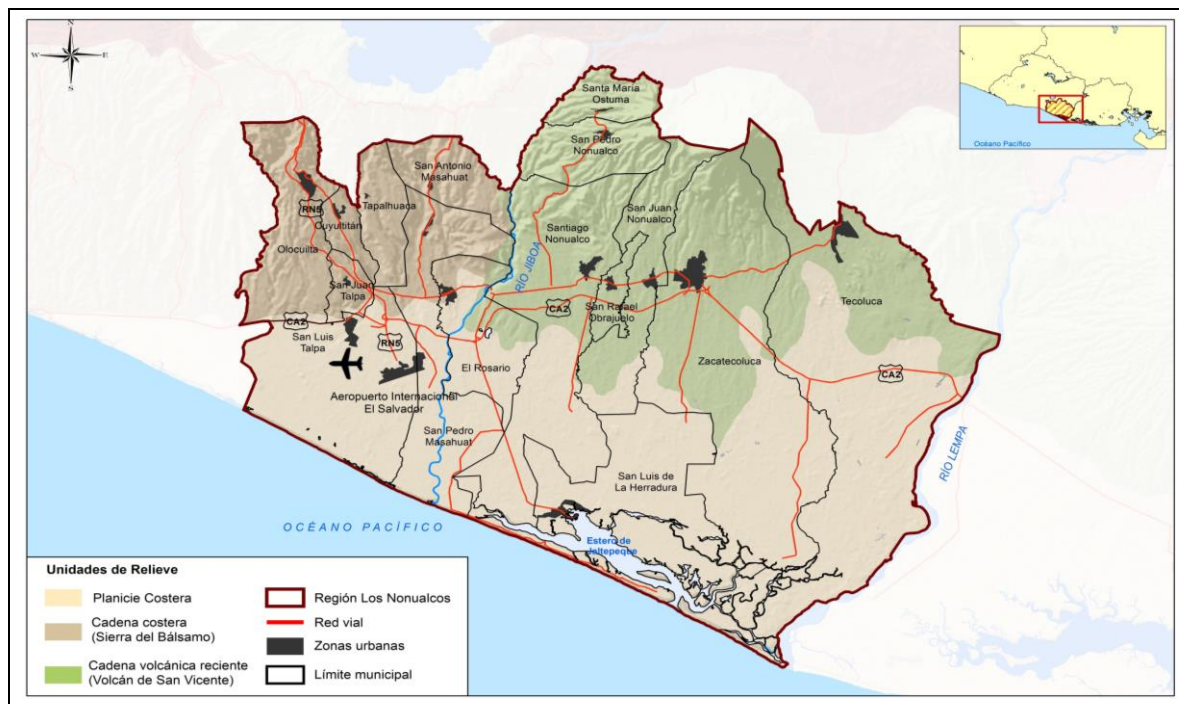 N
W
E
S
Océano Pacífico
Santa María
Ostuma
San Pedro
Nonualco
San Antonio
Masahuat
Tapalhuaca
RN5
Cuyultitán
Olocuilta
San Juan
Nonualco
Santiago
Nonualco
RÍO JIBOA
San Juan
Talpa
CA2
San Luis
Talpa
RN5
CA2
San Rafael
Obrajuelo
Tecoluca
Zacatecoluca
CA2
El Rosario
Aeropuerto Internacional
El Salvador
San Pedro
Masahuat
RÍO LEMPA
San Luis de
La Herradura
OCÉANO PACÍFICO
Estero de
Jaltepeque
Unidades de Relieve
Planicie Costera
Cadena costera
(Sierra del Bálsamo)
Cadena volcánica reciente
(Volcán de San Vicente)
Región Los Nonualcos
Red vial
Zonas urbanas
Límite municipal